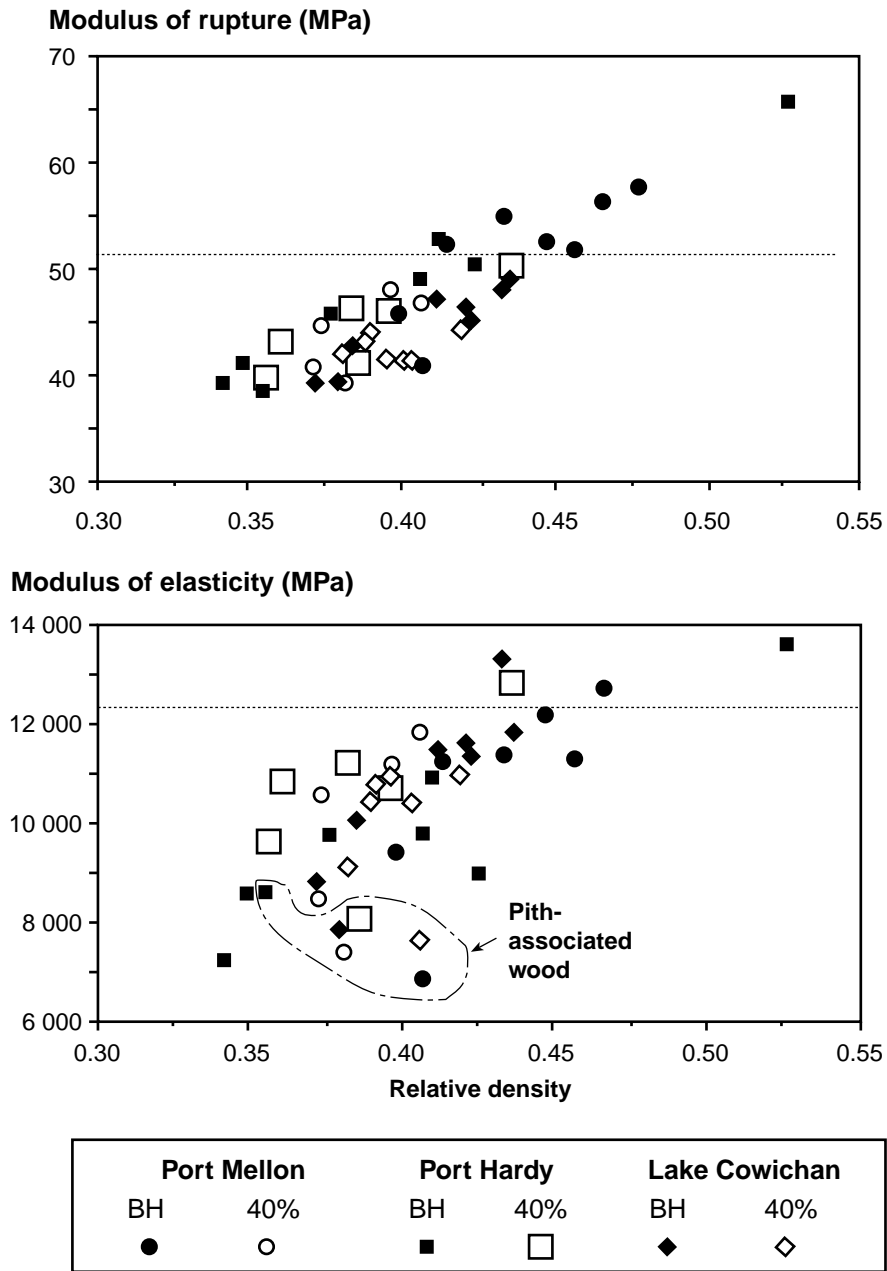 Modulus of rupture (MPa)
70
60
50
40
30
0.30 0.35 0.40 0.45 0.50 0.55
Modulus of elasticity (MPa)
14 000
12 000
10 000
8 000
6 000
Pith-
associated
wood
0.30 0.35 0.40 0.45 0.50 0.55
Relative density
Port Mellon Port Hardy Lake Cowichan
BH 40% BH 40% BH 40%